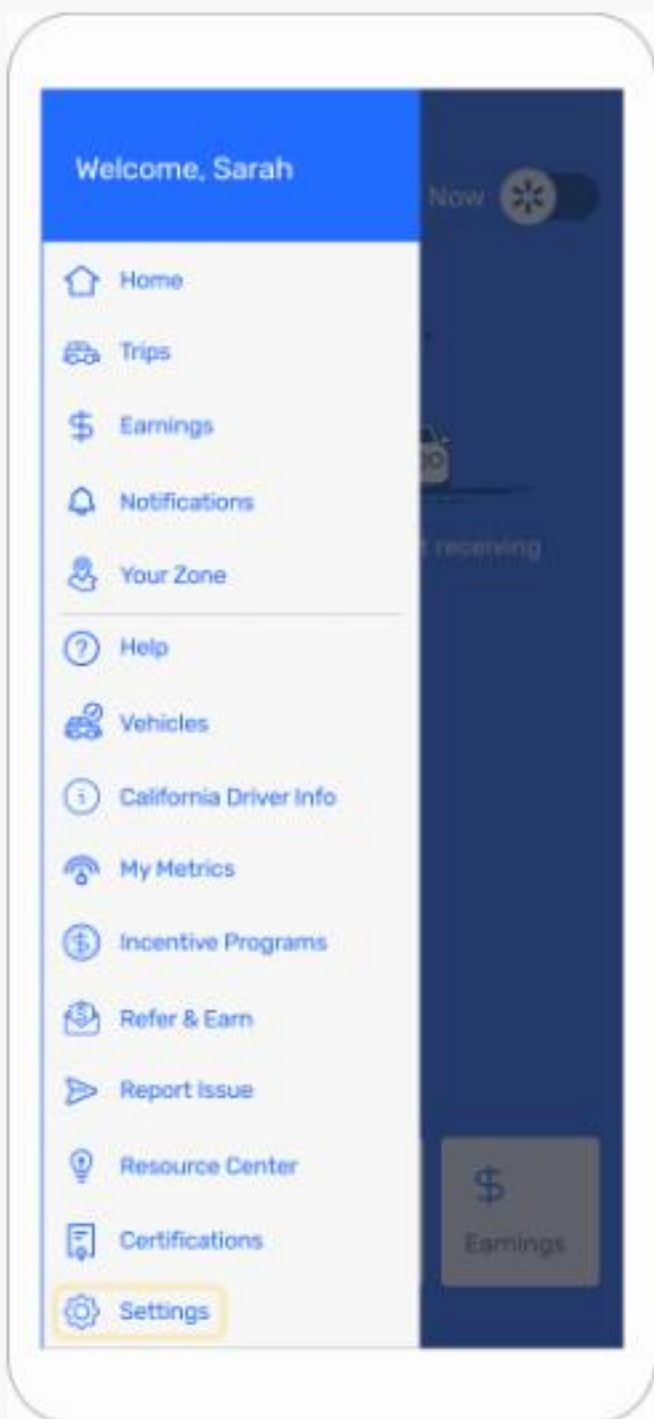 Welcome, Sarah
Now
Home
Trips
Earnings
Notifications
receiving
Your Zone
Help
Vehicles
California Driver Info
My Metrics
Incentive Programs
Refer & Earn
Report Issue
Resource Center
Certifications
Earnings
Settings